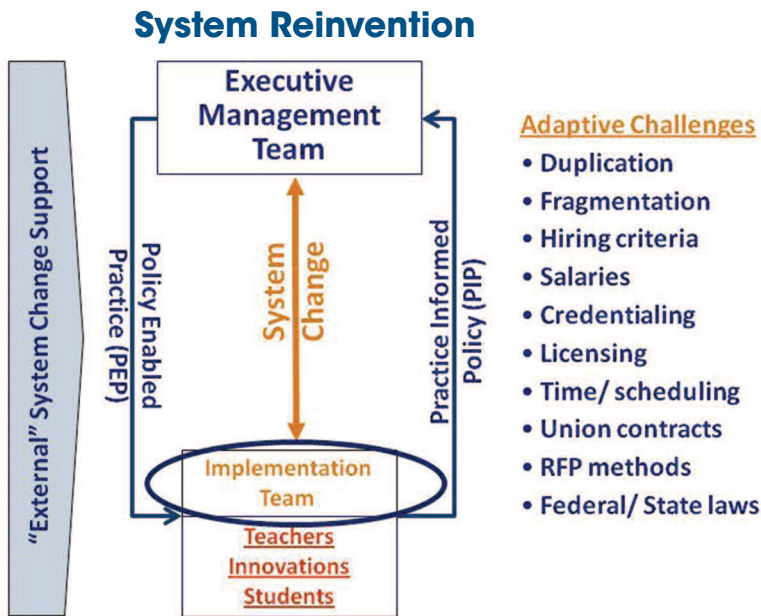 System Reinvention
"External" System Change Support
Executive
Management
Team
Policy Enabled
Practice (PEP)
System
Change
Practice Informed
Policy (PIP)
Implementation
Team
Teachers
Innovations
Students
Adaptive Challenges
• Duplication
• Fragmentation
• Hiring criteria
• Salaries
• Credentialing
• Licensing
• Time/ scheduling
• Union contracts
• RFP methods
• Federal/ State laws